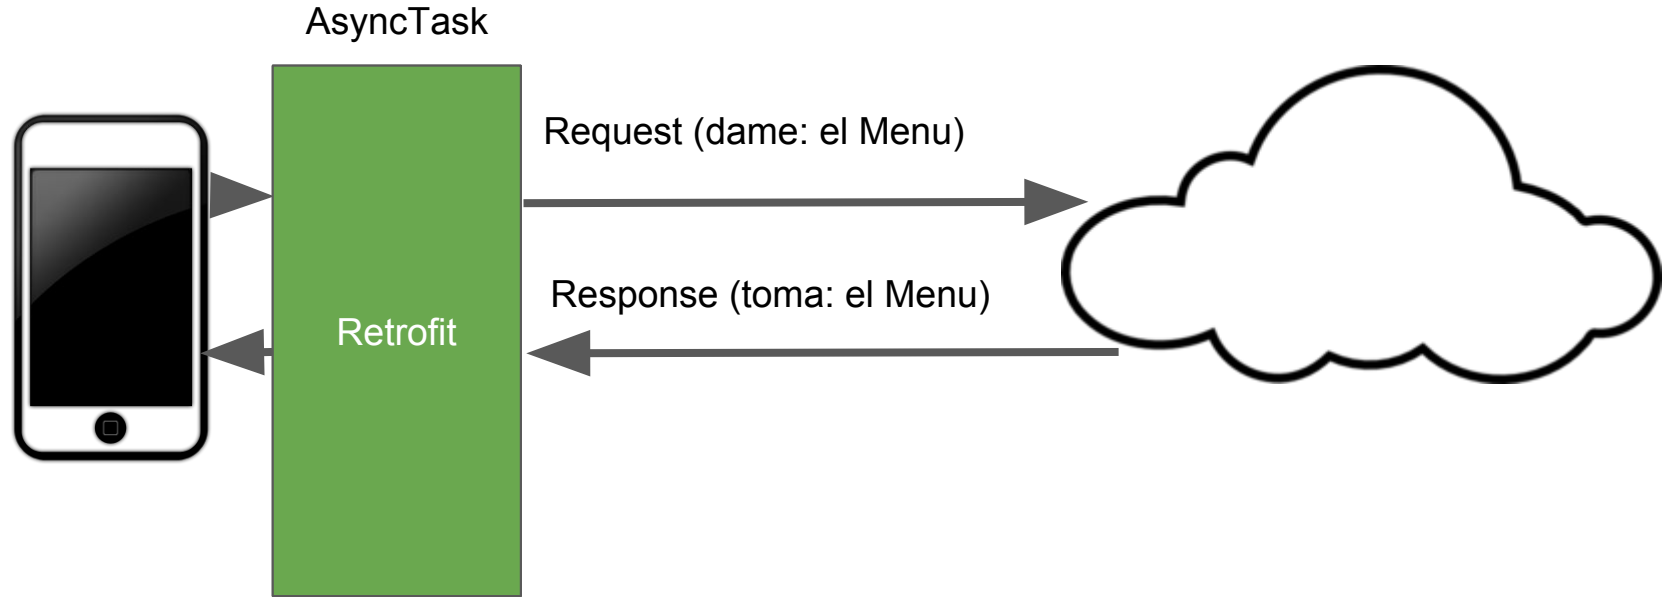 AsyncTask
Request (dame: el Menu)
Response (toma: el Menu)
Retrofit